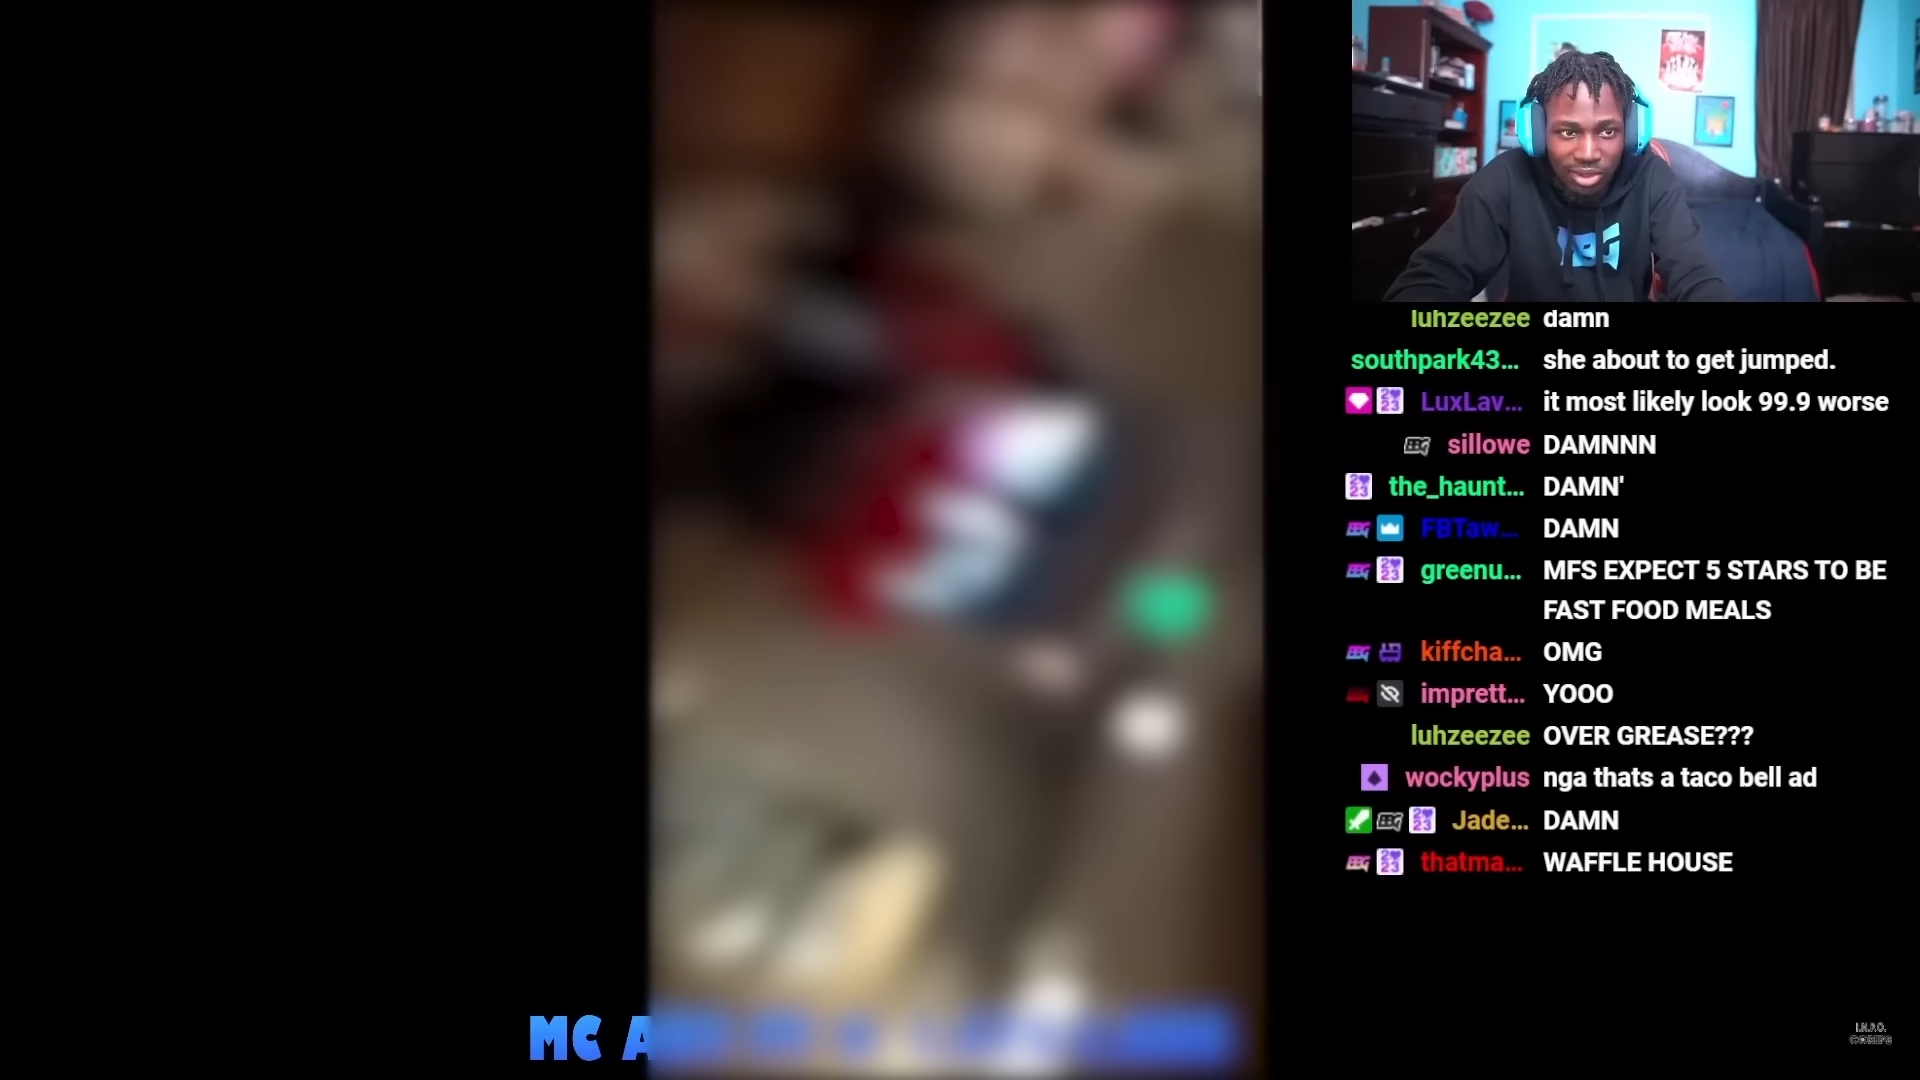 luhzeezee damn
southpark43... she about to get jumped.
LuxLav... it most likely look 99.9 worse
sillowe DAMNNN
the_haunt... DAMN'
FBTaw... DAMN
greenu... MFS EXPECT 5 STARS TO BE
FAST FOOD MEALS
kiffcha... OMG
imprett... YOOO
luhzeezee OVER GREASE???
wockyplus nga thats a taco bell ad
Jade... DAMN
thatma... WAFFLE HOUSE
MC A